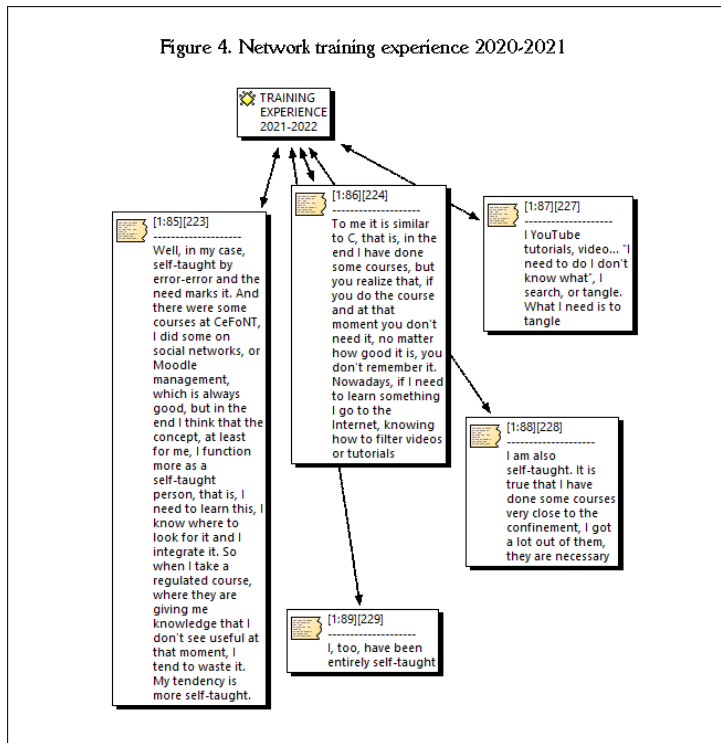 Figure 4. Network training experience 2020-2021
TRAINING
EXPERIENCE
2021-2022
[1:85][223]
--------------------
Well, in my case,
self-taught by
error-error and the
need marks it. And
there were some
courses at CeFoNT,
I did some on
social networks, or
Moodle
management,
which is always
good, but in the
end I think that the
concept, at least
for me, I function
more as a
self-taught
person, that is, I
need to learn this, I
know where to
look for it and I
integrate it. So
when I take a
regulated course,
where they are
giving me
knowledge that I
don't see useful at
that moment, I
tend to waste it.
My tendency is
more self-taught.
[1:86][224]
--------------------
To me it is similar
to C, that is, in the
end I have done
some courses, but
you realize that, if
you do the course
and at that
moment you don't
need it, no matter
how good it is, you
don't remember it.
Nowadays, if I need
to learn something
I go to the
Internet, knowing
how to filter videos
or tutorials
[1:87][227]
--------------------
I YouTube
tutorials, video... "I
need to do I don't
know what", I
search, or tangle.
What I need is to
tangle
[1:88][228]
--------------------
I am also
self-taught. It is
true that I have
done some courses
very close to the
confinement, I got
a lot out of them,
they are necessary
[1:89][229]
--------------------
I, too, have been
entirely self-taught